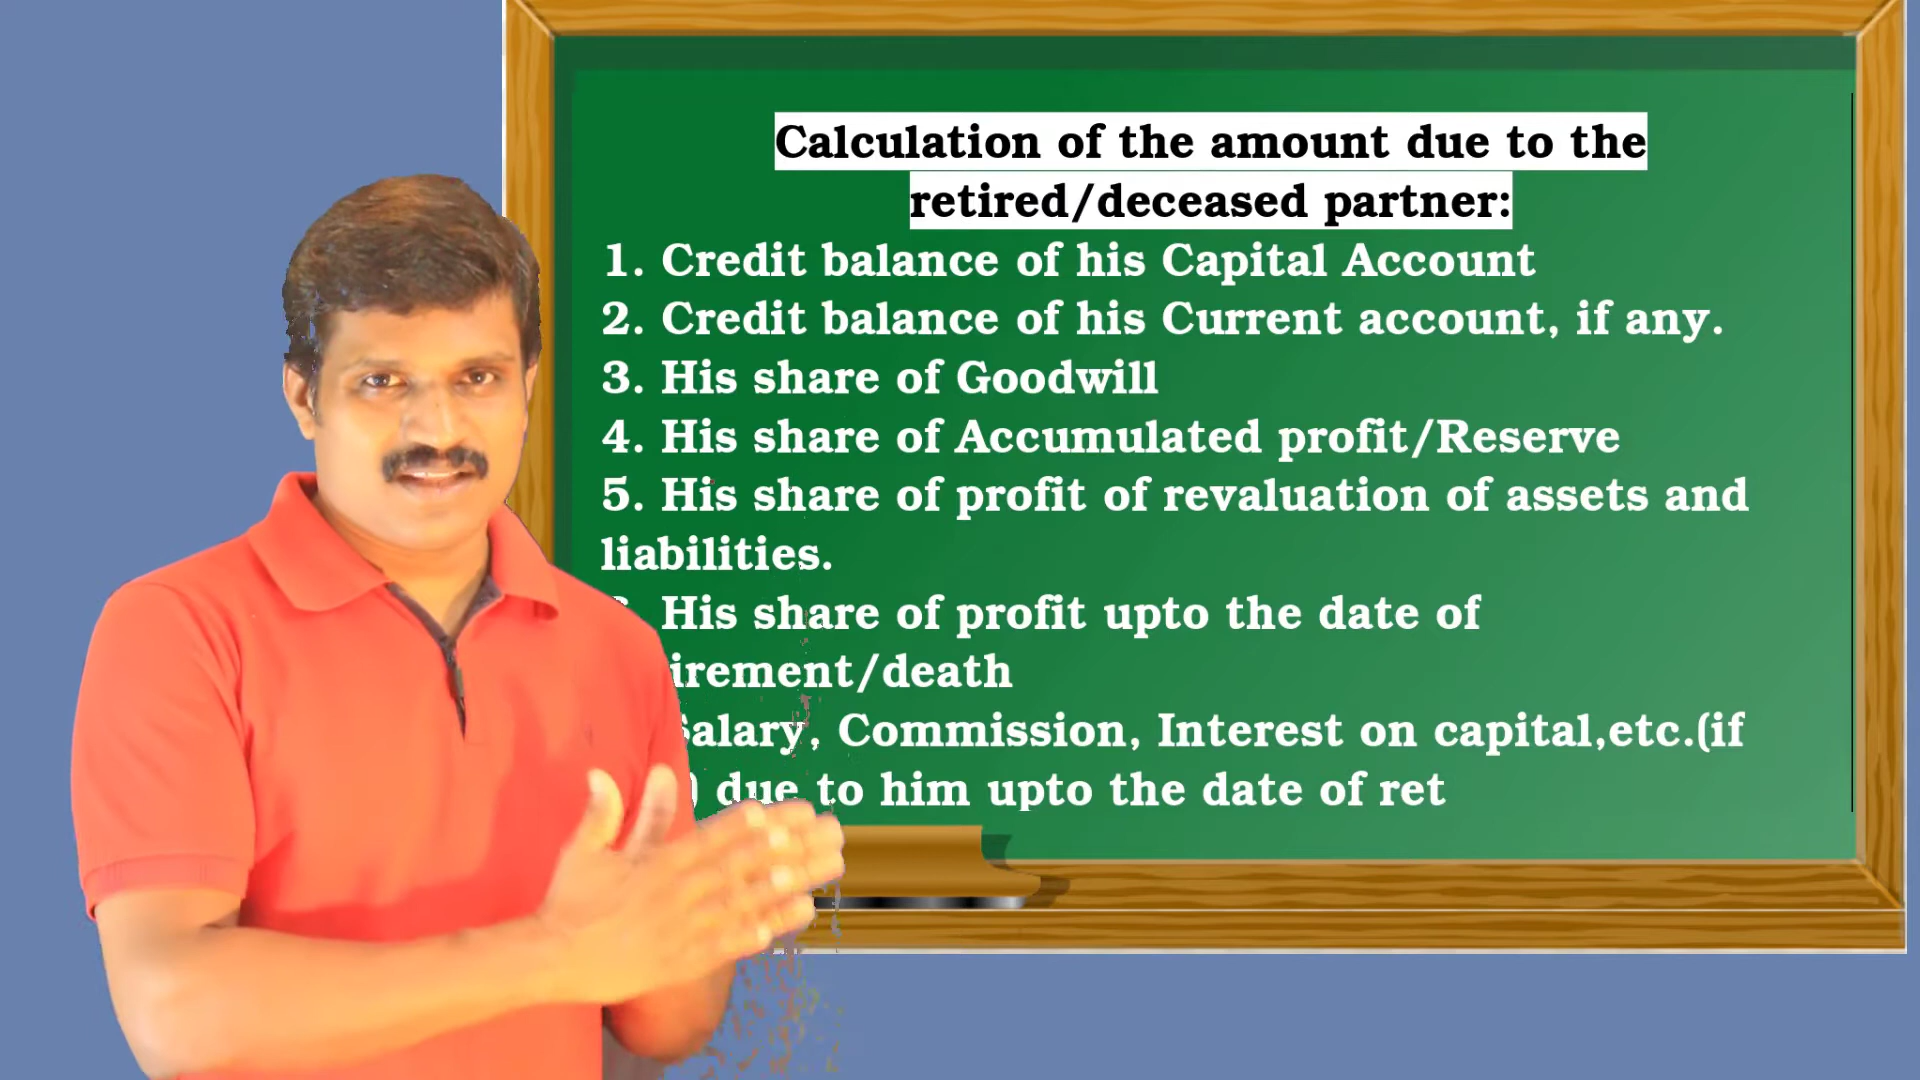 Calculation of the amount due to the
retired/deceased partner:
1. Credit balance of his Capital Account
2. Credit balance of his Current account, if any.
3. His share of Goodwill
4. His share of Accumulated profit/Reserve
5. His share of profit of revaluation of assets and
liabilities.
His share of profit upto the date of
irement/death
Salary, Commission, Interest on capital,etc.(if
) due to him upto the date of ret